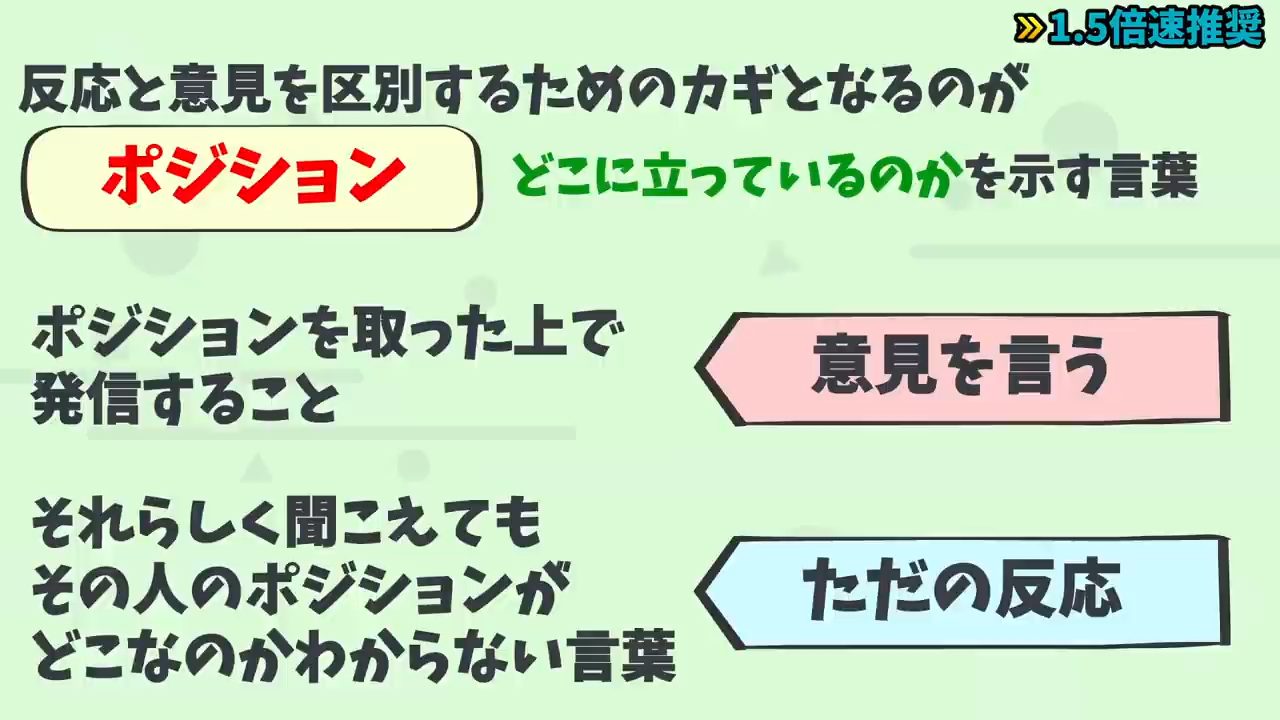 »1.5倍速推奨
反応と意見を区別するためのカギとなるのが
ポジション
どこに立っているのかを示す言葉
ポジションを取った上で
発信すること
意見を言う
それらしく聞こえても
その人のポジションが
どこなのかわからない言葉
ただの反応